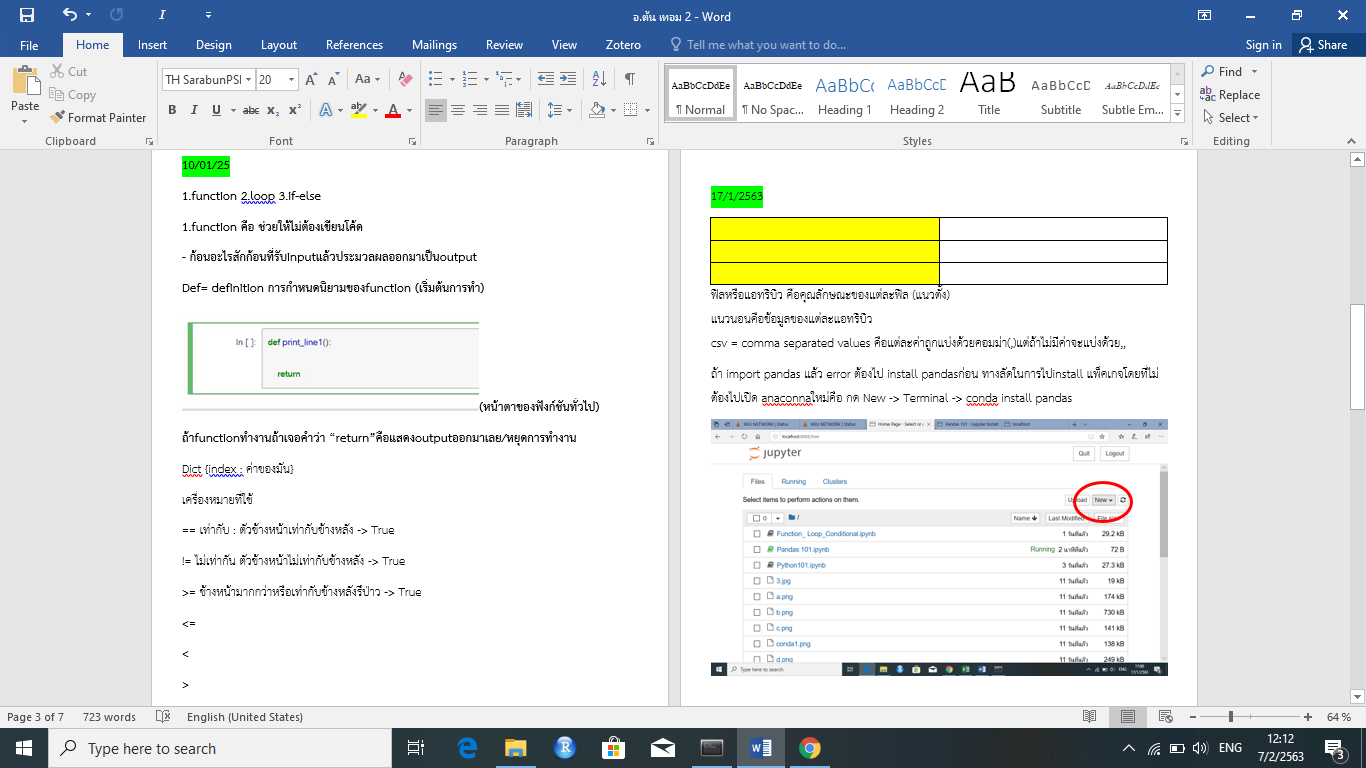 อ.ต้น เทอม 2 - Word
File Home Insert Design Layout References Mailings Review View Zotero Tell me what you want to do... Sign in Share
Paste
Cut
Copy
Format Painter
Clipboard
TH SarabunPSK 20
Font
Paragraph
AaBbCcDdEe AaBbCcDdEe AaBbCc AaBbCcD AaB AaBbCcD AaBbCcDdEe
¶ Normal ¶ No Spac... Heading 1 Heading 2 Title Subtitle Subtle Em...
Styles
Find
Replace
Select
Editing
10/01/25
1.function 2.loop 3.if-else
1.function คือ ช่วยให้ไม่ต้องเขียนโค้ด
- ก้อนอะไรสักก้อนที่รับinputแล้วประมวลผลออกมาเป็นoutput
Def= definition การกำหนดนิยามของfunction (เริ่มต้นการทำ)
In [ ]: def print_line1():
return
(หน้าตาของฟังก์ชันทั่วไป)
ถ้าfunctionทำงานถ้าเจอคำว่า “return”คือแสดงoutputออกมาเลย/หยุดการทำงาน
Dict {index : ค่าของมัน}
เครื่องหมายที่ใช้
== เท่ากับ : ตัวข้างหน้าเท่ากับข้างหลัง -> True
!= ไม่เท่ากัน ตัวข้างหน้าไม่เท่ากับข้างหลัง -> True
>= ข้างหน้ามากกว่าหรือเท่ากับข้างหลังรึป่าว -> True
<=
<
>
17/1/2563
ฟิลหรือแอทริบิว คือคุณลักษณะของแต่ละฟิล (แนวตั้ง)
แนวนอนคือข้อมูลของแต่ละแอทริบิว
csv = comma separated values คือแต่ละค่าถูกแบ่งด้วยคอมม่า(,)แต่ถ้าไม่มีค่าจะแบ่งด้วย,,
ถ้า import pandas แล้ว error ต้องไป install pandasก่อน ทางลัดในการไปinstall แพ็คเกจโดยที่ไม่
ต้องไปเปิด anaconnaใหม่คือ กด New -> Terminal -> conda install pandas
KKU NETWORK | Status KKU NETWORK | Status Home Page - Select or c Pandas 101 - Jupyter Noteb localhost
localhost:8888/tree
jupyter Quit Logout
Files Running Clusters
Select items to perform actions on them. Upload New
0 / Name Last Modified File size
Function_ Loop_Conditional.ipynb 1 วันที่แล้ว 29.2 kB
Pandas 101.ipynb Running 2 นาทีที่แล้ว 72 B
Python101.ipynb 3 วันที่แล้ว 27.3 kB
3.jpg 11 วันที่แล้ว 19 kB
a.png 11 วันที่แล้ว 174 kB
b.png 11 วันที่แล้ว 730 kB
c.png 11 วันที่แล้ว 141 kB
conda1.png 11 วันที่แล้ว 138 kB
d.png 11 วันที่แล้ว 249 kB
Type here to search
Page 3 of 7 723 words English (United States) 64 %
Type here to search ENG 12:12
7/2/2563 3